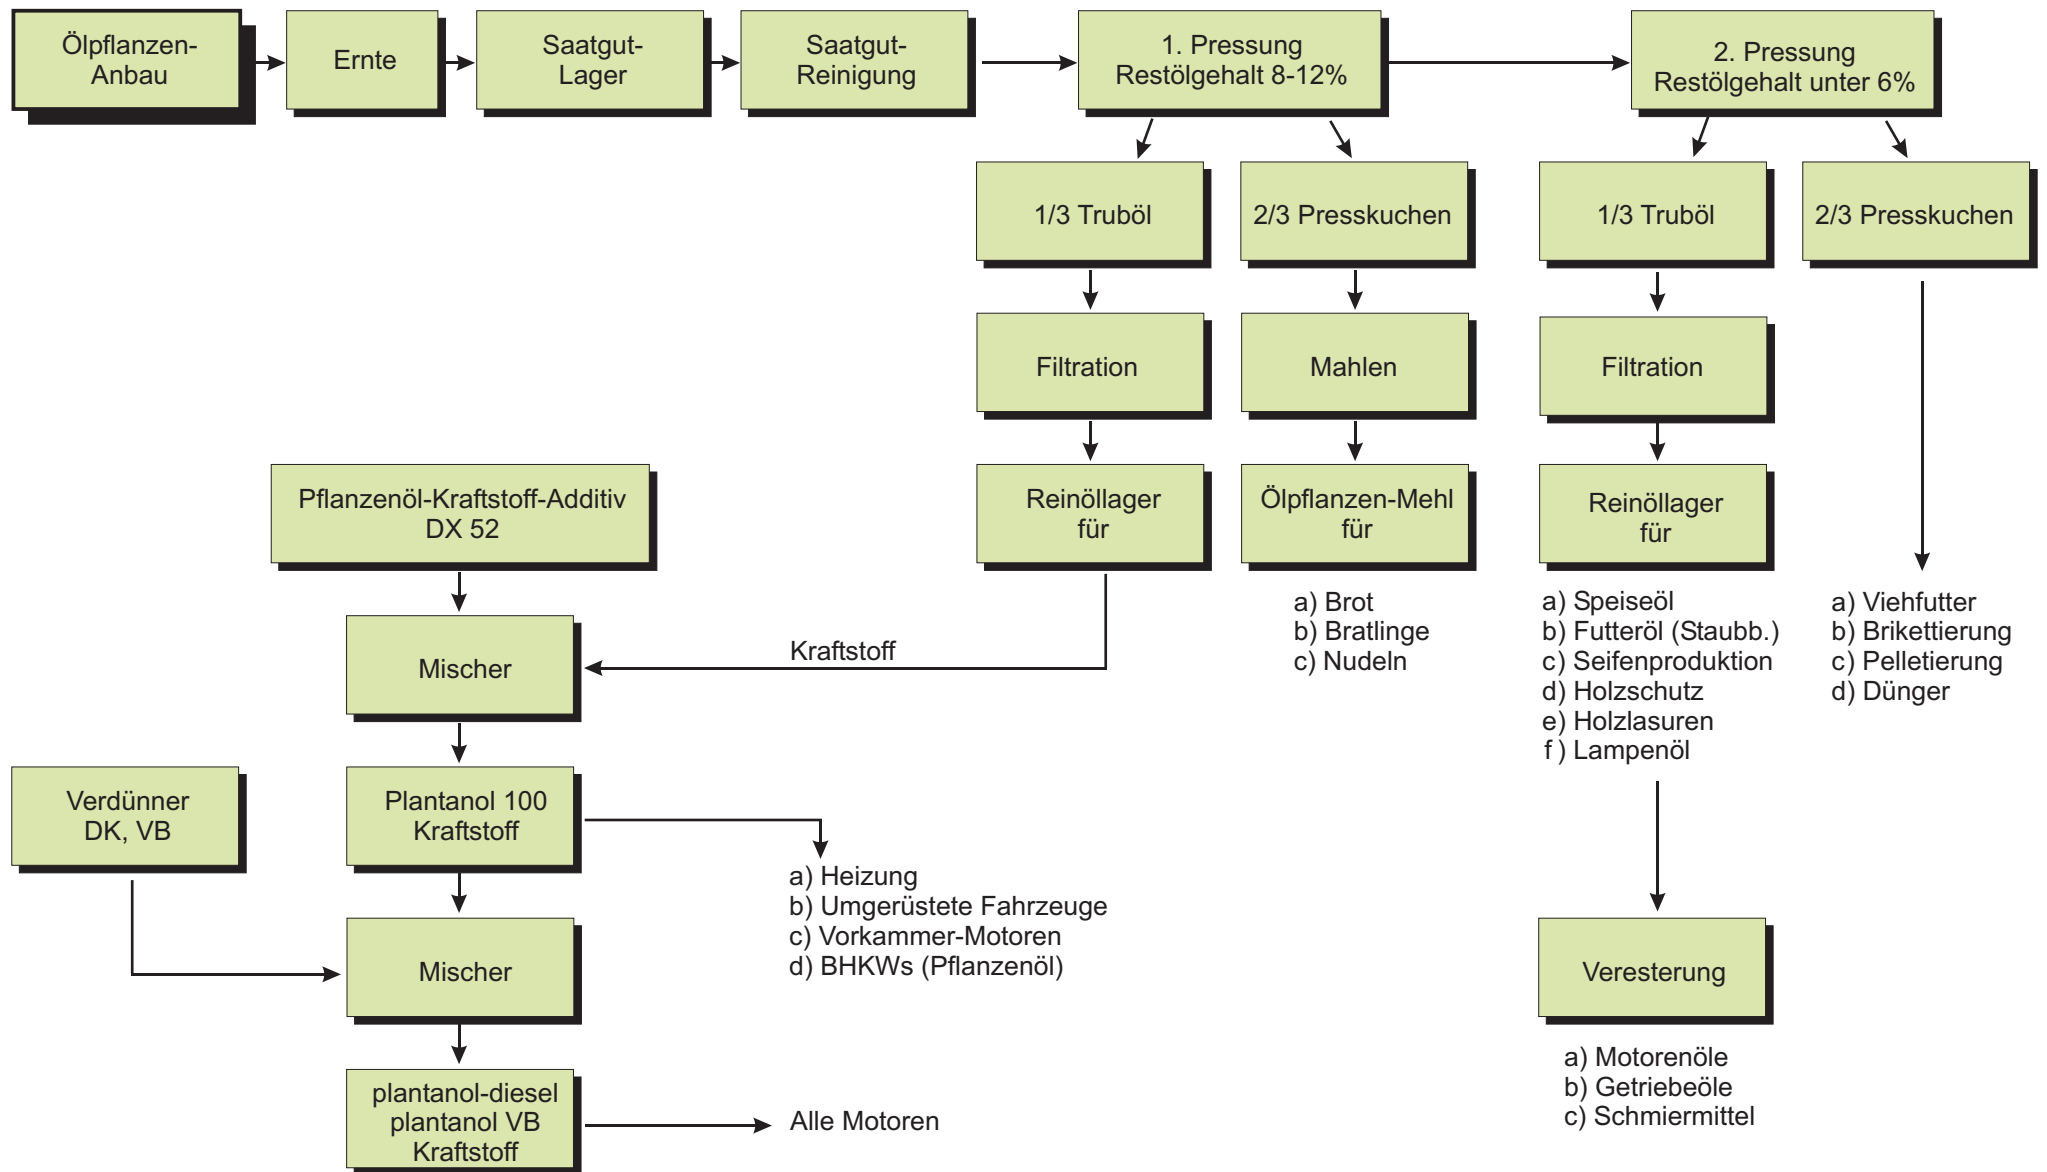 Ölpflanzen-
Anbau
Ernte
Saatgut-
Lager
Saatgut-
Reinigung
1. Pressung
Restölgehalt 8-12%
2. Pressung
Restölgehalt unter 6%
1/3 Truböl
2/3 Presskuchen
1/3 Truböl
2/3 Presskuchen
Filtration
Mahlen
Filtration
Pflanzenöl-Kraftstoff-Additiv
DX 52
Reinöllager
für
Ölpflanzen-Mehl
für
Reinöllager
für
a) Brot
b) Bratlinge
c) Nudeln
a) Speiseöl
b) Futteröl (Staubb.)
c) Seifenproduktion
d) Holzschutz
e) Holzlasuren
f ) Lampenöl
a) Viehfutter
b) Brikettierung
c) Pelletierung
d) Dünger
Kraftstoff
Mischer
Verdünner
DK, VB
Plantanol 100
Kraftstoff
a) Heizung
b) Umgerüstete Fahrzeuge
c) Vorkammer-Motoren
d) BHKWs (Pflanzenöl)
Mischer
Veresterung
a) Motorenöle
b) Getriebeöle
c) Schmiermittel
plantanol-diesel
plantanol VB
Kraftstoff
Alle Motoren